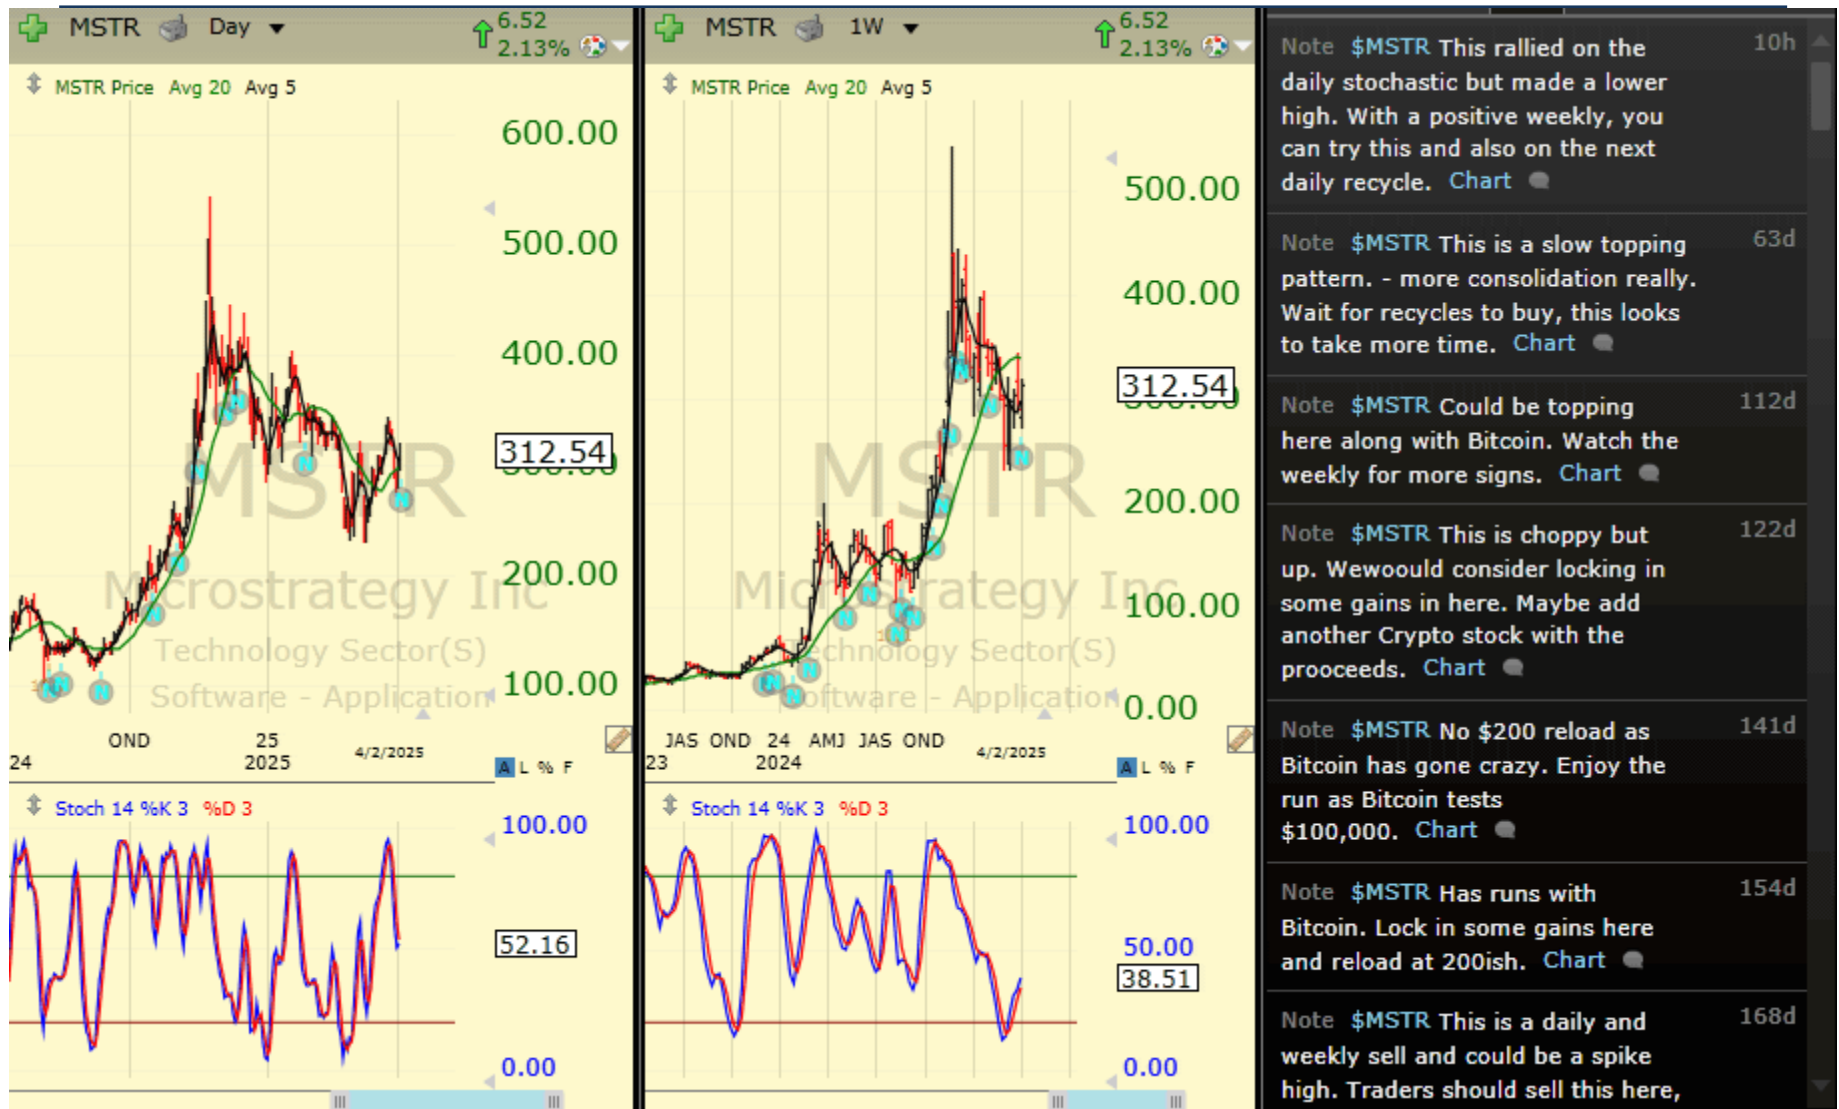 MSTR Day
6.52
2.13%
MSTR Price Avg 20 Avg 5
600.00
500.00
400.00
312.54
200.00
100.00
MSTR
Microstrategy Inc
Technology Sector(S)
Software - Application
OND 25
24 2025 4/2/2025
A L % F
Stoch 14 %K 3 %D 3
100.00
52.16
0.00
MSTR 1W
6.52
2.13%
MSTR Price Avg 20 Avg 5
500.00
400.00
312.54
200.00
100.00
0.00
MSTR
Microstrategy Inc
Technology Sector(S)
Software - Application
JAS OND 24 AMJ JAS OND
23 2024 4/2/2025
A L % F
Stoch 14 %K 3 %D 3
100.00
50.00
38.51
0.00
Note $MSTR This rallied on the 10h
daily stochastic but made a lower
high. With a positive weekly, you
can try this and also on the next
daily recycle. Chart
Note $MSTR This is a slow topping 63d
pattern. - more consolidation really.
Wait for recycles to buy, this looks
to take more time. Chart
Note $MSTR Could be topping 112d
here along with Bitcoin. Watch the
weekly for more signs. Chart
Note $MSTR This is choppy but 122d
up. Wewoould consider locking in
some gains in here. Maybe add
another Crypto stock with the
prooceeds. Chart
Note $MSTR No $200 reload as 141d
Bitcoin has gone crazy. Enjoy the
run as Bitcoin tests
$100,000. Chart
Note $MSTR Has runs with 154d
Bitcoin. Lock in some gains here
and reload at 200ish. Chart
Note $MSTR This is a daily and 168d
weekly sell and could be a spike
high. Traders should sell this here,